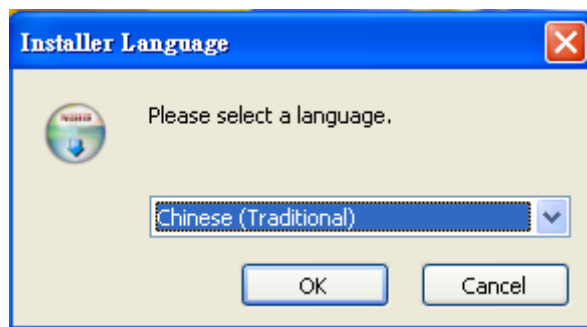 Installer Language
Please select a language.
Chinese (Traditional)
OK
Cancel